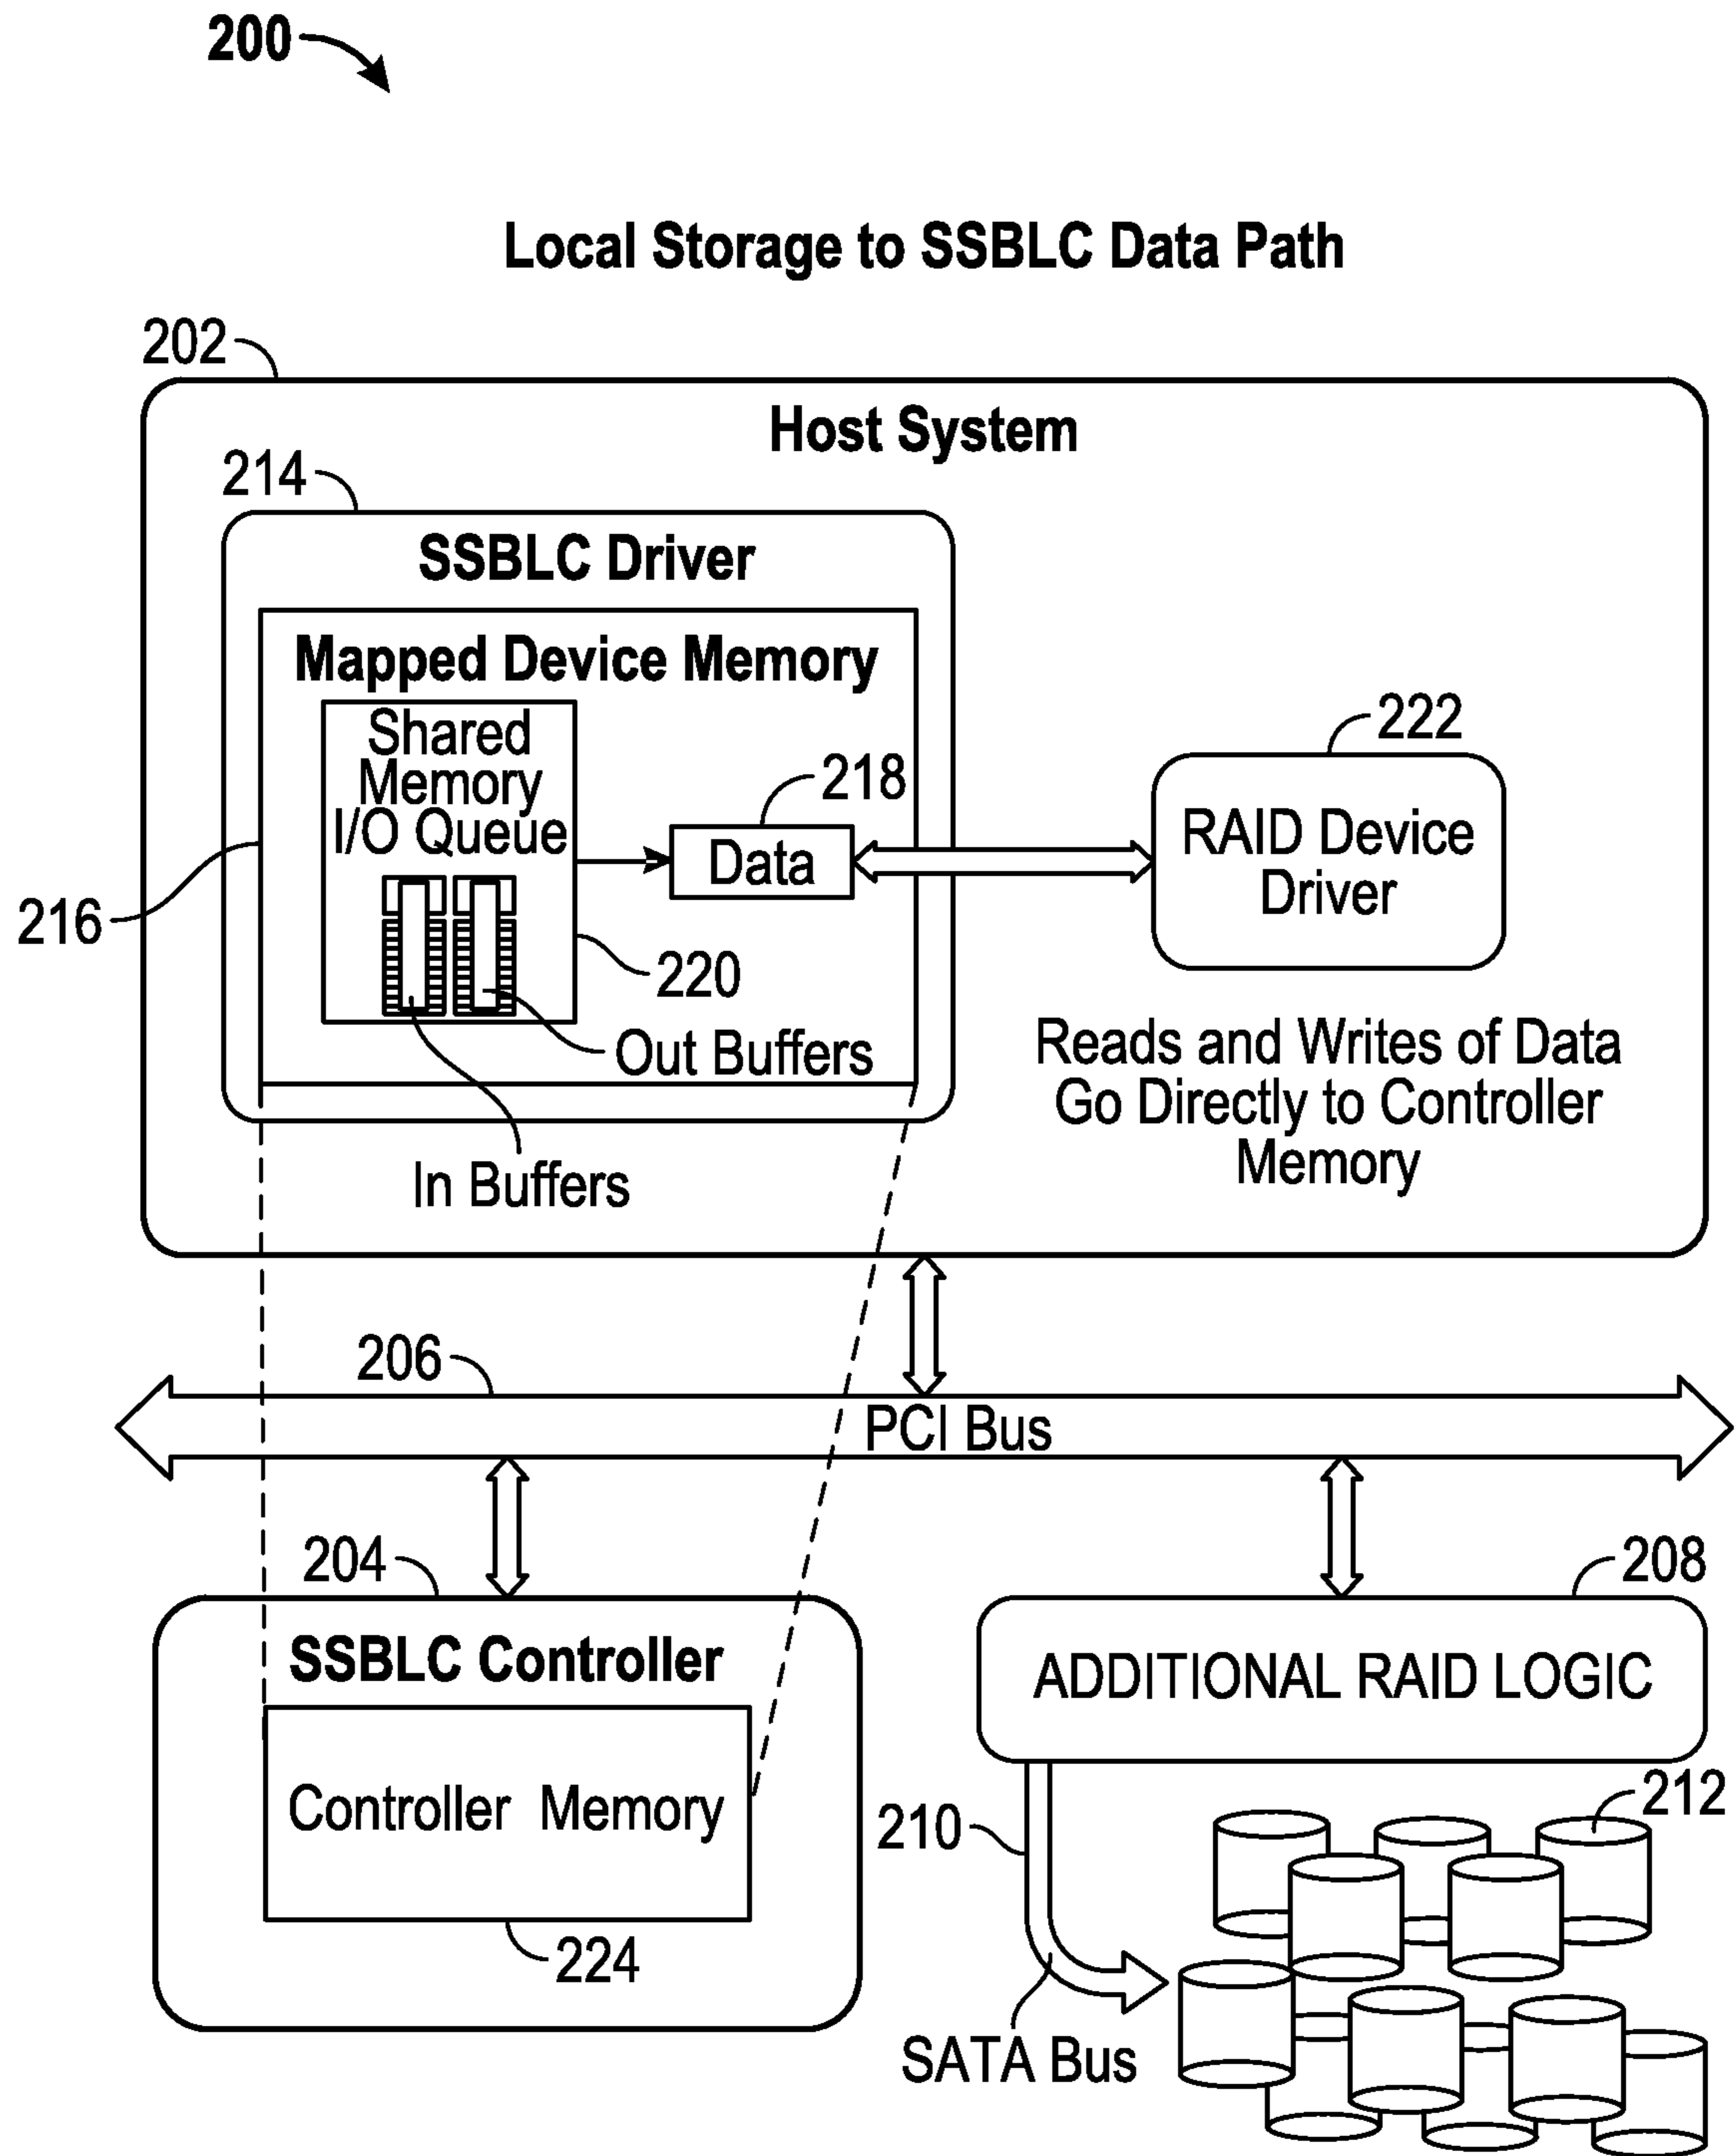 200
Local Storage to SSBLC Data Path
202
Host System
214
SSBLC Driver
Mapped Device Memory
Shared
Memory
I/O Queue
218
Data
222
RAID Device
Driver
216
220
Out Buffers
In Buffers
Reads and Writes of Data
Go Directly to Controller
Memory
206
PCI Bus
204
SSBLC Controller
Controller Memory
224
208
ADDITIONAL RAID LOGIC
210
212
SATA Bus